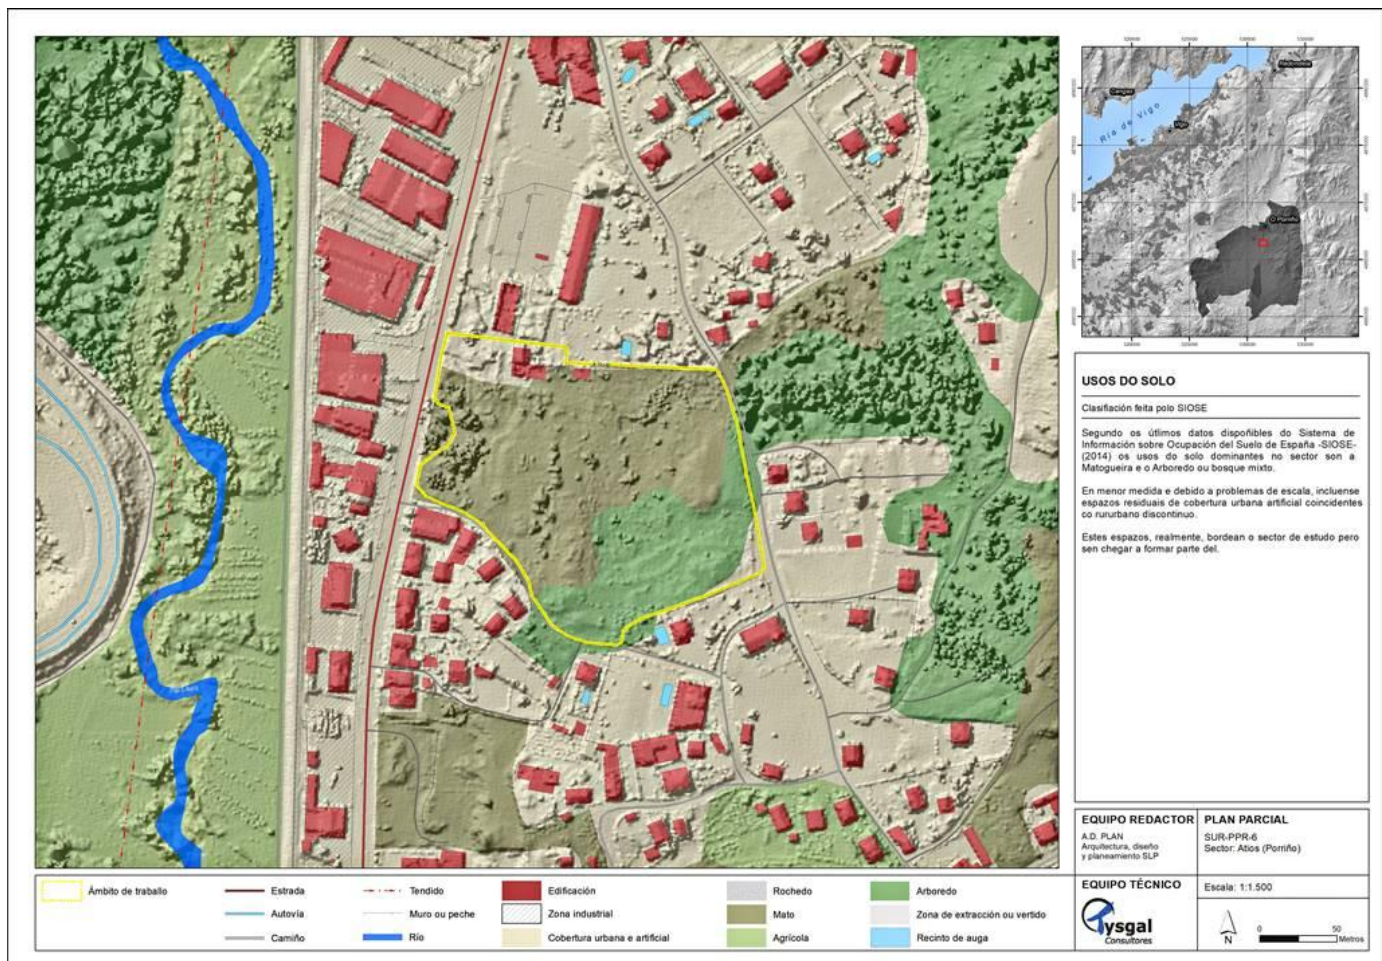 Redondela
Cangas
Ría de Vigo
Vigo
O Porriño
USOS DO SOLO
Clasifiación feita polo SIOSE
Segundo os útlimos datos dispoñibles do Sistema de
Información sobre Ocupación del Suelo de España -SIOSE-
(2014) os usos do solo dominantes no sector son a
Matogueira e o Arboredo ou bosque mixto.
En menor medida e debido a problemas de escala, incluense
espazos residuais de cobertura urbana artificial coincidentes
co rururbano discontinuo.
Estes espazos, realmente, bordean o sector de estudo pero
sen chegar a formar parte del.
EQUIPO REDACTOR
A.D. PLAN
Arquitectura, diseño
y planeamiento SLP
PLAN PARCIAL
SUR-PPR-6
Sector: Atios (Porriño)
EQUIPO TÉCNICO
Tysgal
Consultores
Escala: 1:1.500
N
0 50
Metros
Ámbito de traballo
Estrada
Autovía
Camiño
Tendido
Muro ou peche
Río
Edificación
Zona industrial
Cobertura urbana e artificial
Rochedo
Mato
Agrícola
Arboredo
Zona de extracción ou vertido
Recinto de auga